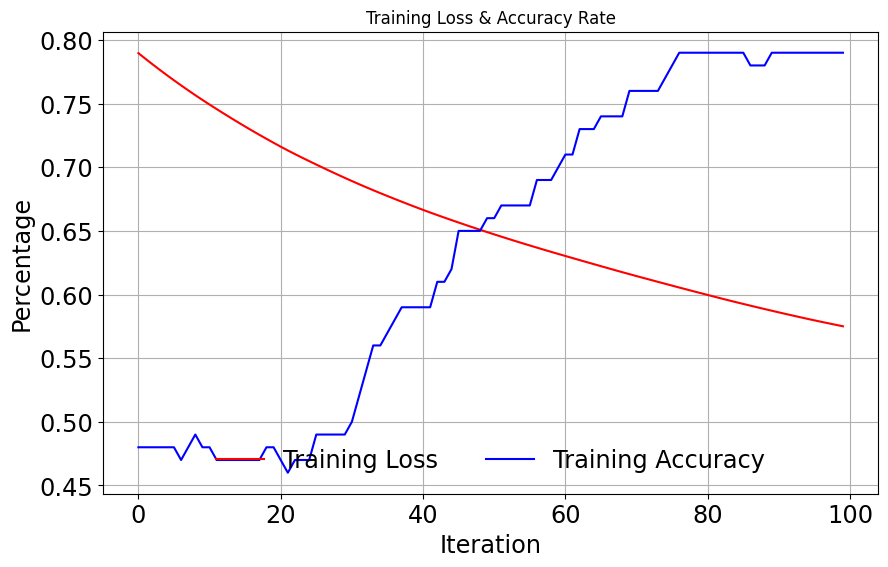 Training Loss & Accuracy Rate
0.80
0.75
0.70
0.65
0.60
0.55
0.50
0.45
Percentage
Training Loss
Training Accuracy
0 20 40 60 80 100
Iteration